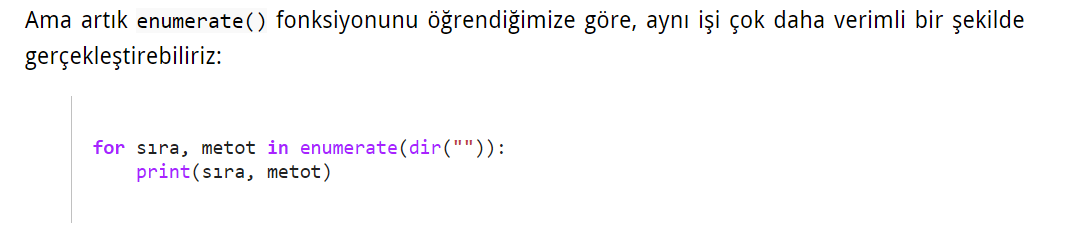 Ama artık enumerate() fonksiyonunu öğrendiğimize göre, aynı işi çok daha verimli bir şekilde
gerçekleştirebiliriz:
for sıra, metot in enumerate(dir("")):
    print(sıra, metot)